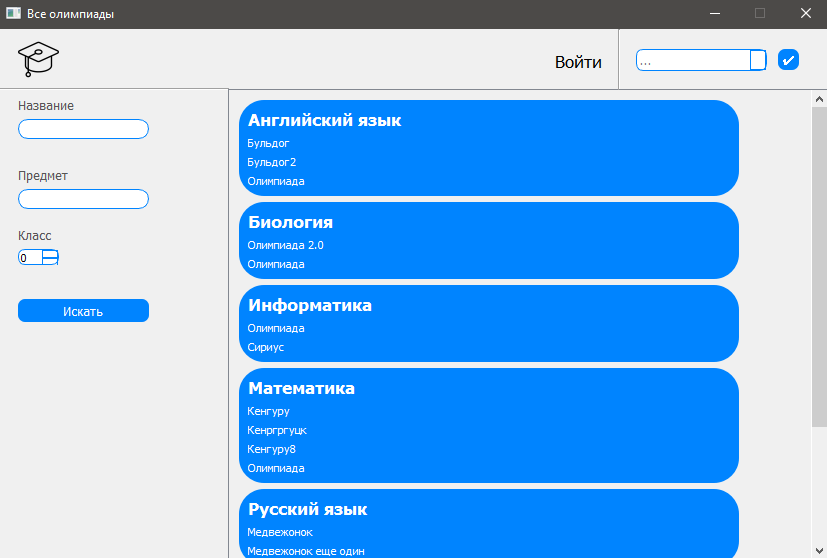 Все олимпиады
Войти
...
Название
Предмет
Класс
0
Искать
Английский язык
Бульдог
Бульдог2
Олимпиада
Биология
Олимпиада 2.0
Олимпиада
Информатика
Олимпиада
Сириус
Математика
Кенгуру
Кенргргуцк
Кенгуру8
Олимпиада
Русский язык
Медвежонок
Медвежонок еще один